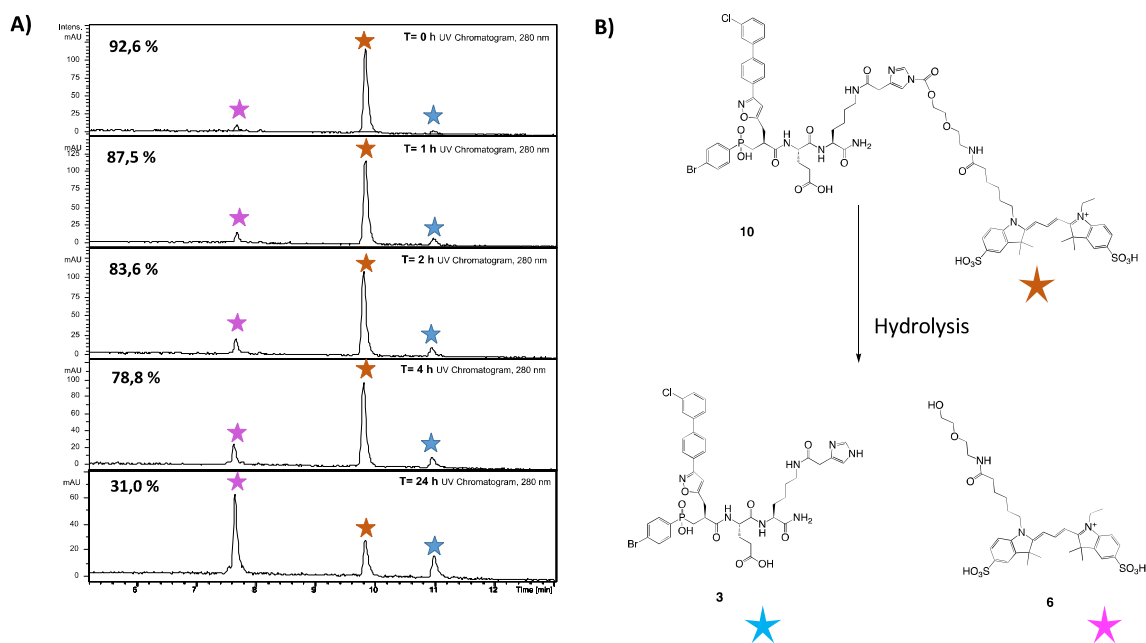 A)
Intens.
mAU
92,6 %
T= 0 h UV Chromatogram, 280 nm
100
75
50
25
0
mAU
87,5 %
T= 1 h UV Chromatogram, 280 nm
125
100
75
50
25
0
mAU
83,6 %
T= 2 h UV Chromatogram, 280 nm
100
75
50
25
0
mAU
78,8 %
T= 4 h UV Chromatogram, 280 nm
100
80
60
40
20
0
mAU
31,0 %
T= 24 h UV Chromatogram, 280 nm
60
40
20
0
6 7 8 9 10 11 12 Time [min]
B)
Cl
N
O
O
P
OH
Br
O
H
N
O
OH
O
N
H
O
NH2
NH
O
N
N
O
O
O
NH
O
N
N+
SO3H
HO3S
10
Hydrolysis
Cl
N
O
O
P
OH
Br
O
H
N
O
OH
O
N
H
O
NH2
NH
O
N
NH
3
HO
O
NH
O
N
N+
HO3S
SO3H
6